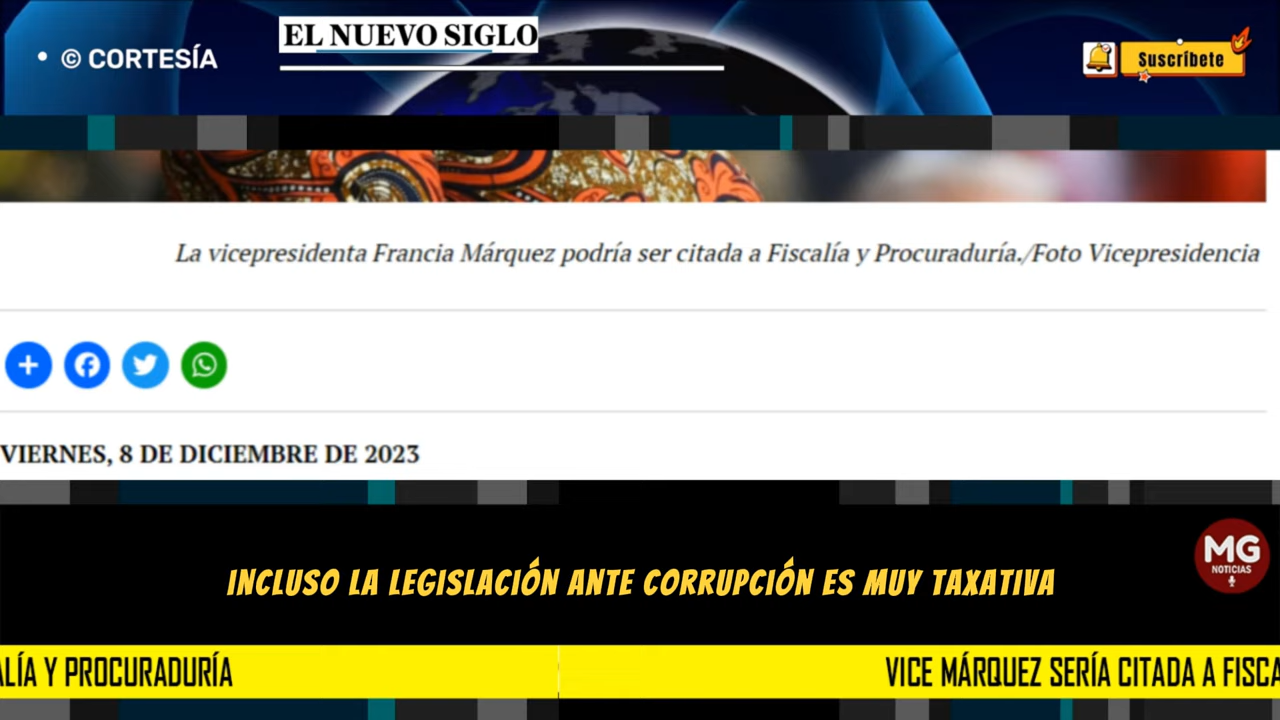 EL NUEVO SIGLO
• © CORTESÍA
Suscríbete
La vicepresidenta Francia Márquez podría ser citada a Fiscalía y Procuraduría./Foto Vicepresidencia
VIERNES, 8 DE DICIEMBRE DE 2023
MG
NOTICIAS
INCLUSO LA LEGISLACIÓN ANTE CORRUPCIÓN ES MUY TAXATIVA
ALÍA Y PROCURADURÍA VICE MÁRQUEZ SERÍA CITADA A FISCA